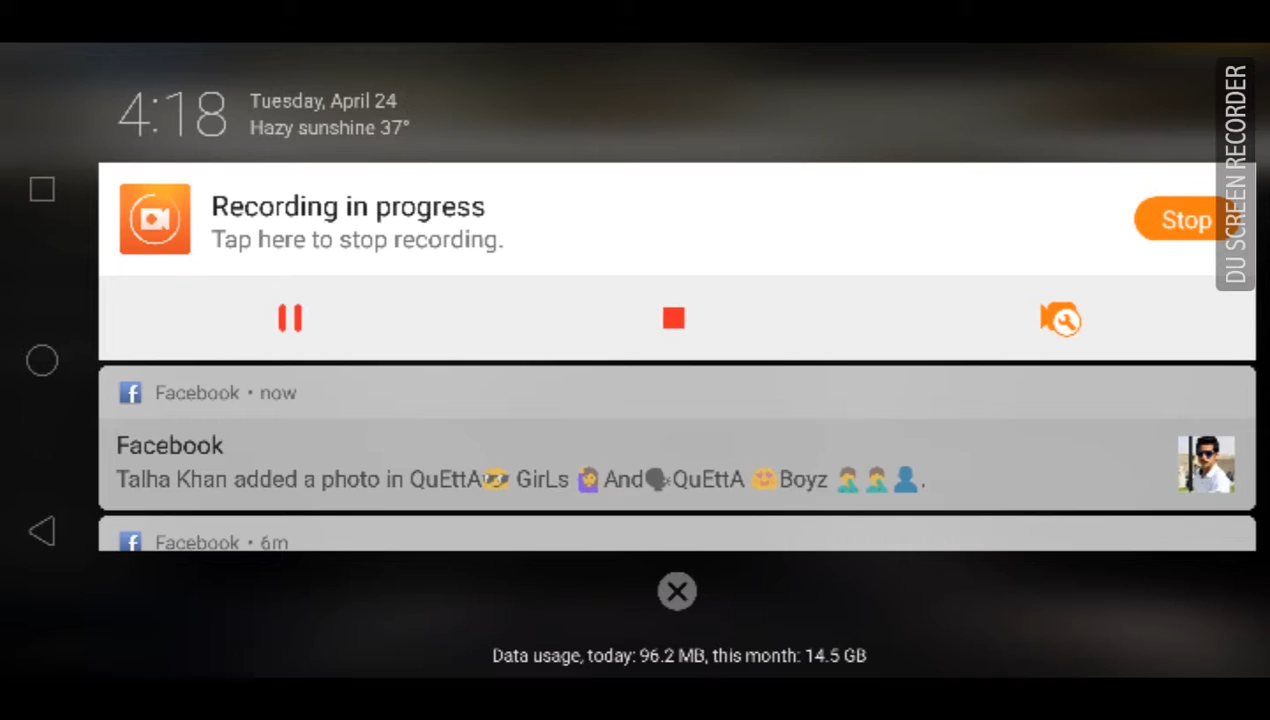 4:18
Tuesday, April 24
Hazy sunshine 37°
Recording in progress
Tap here to stop recording.
Stop
DU SCREEN RECORDER
Facebook • now
Facebook
Talha Khan added a photo in QuEttA😎 GirLs 🙋And🗣QuEttA 😍Boyz 🤦🤦👤.
Facebook • 6m
Data usage, today: 96.2 MB, this month: 14.5 GB